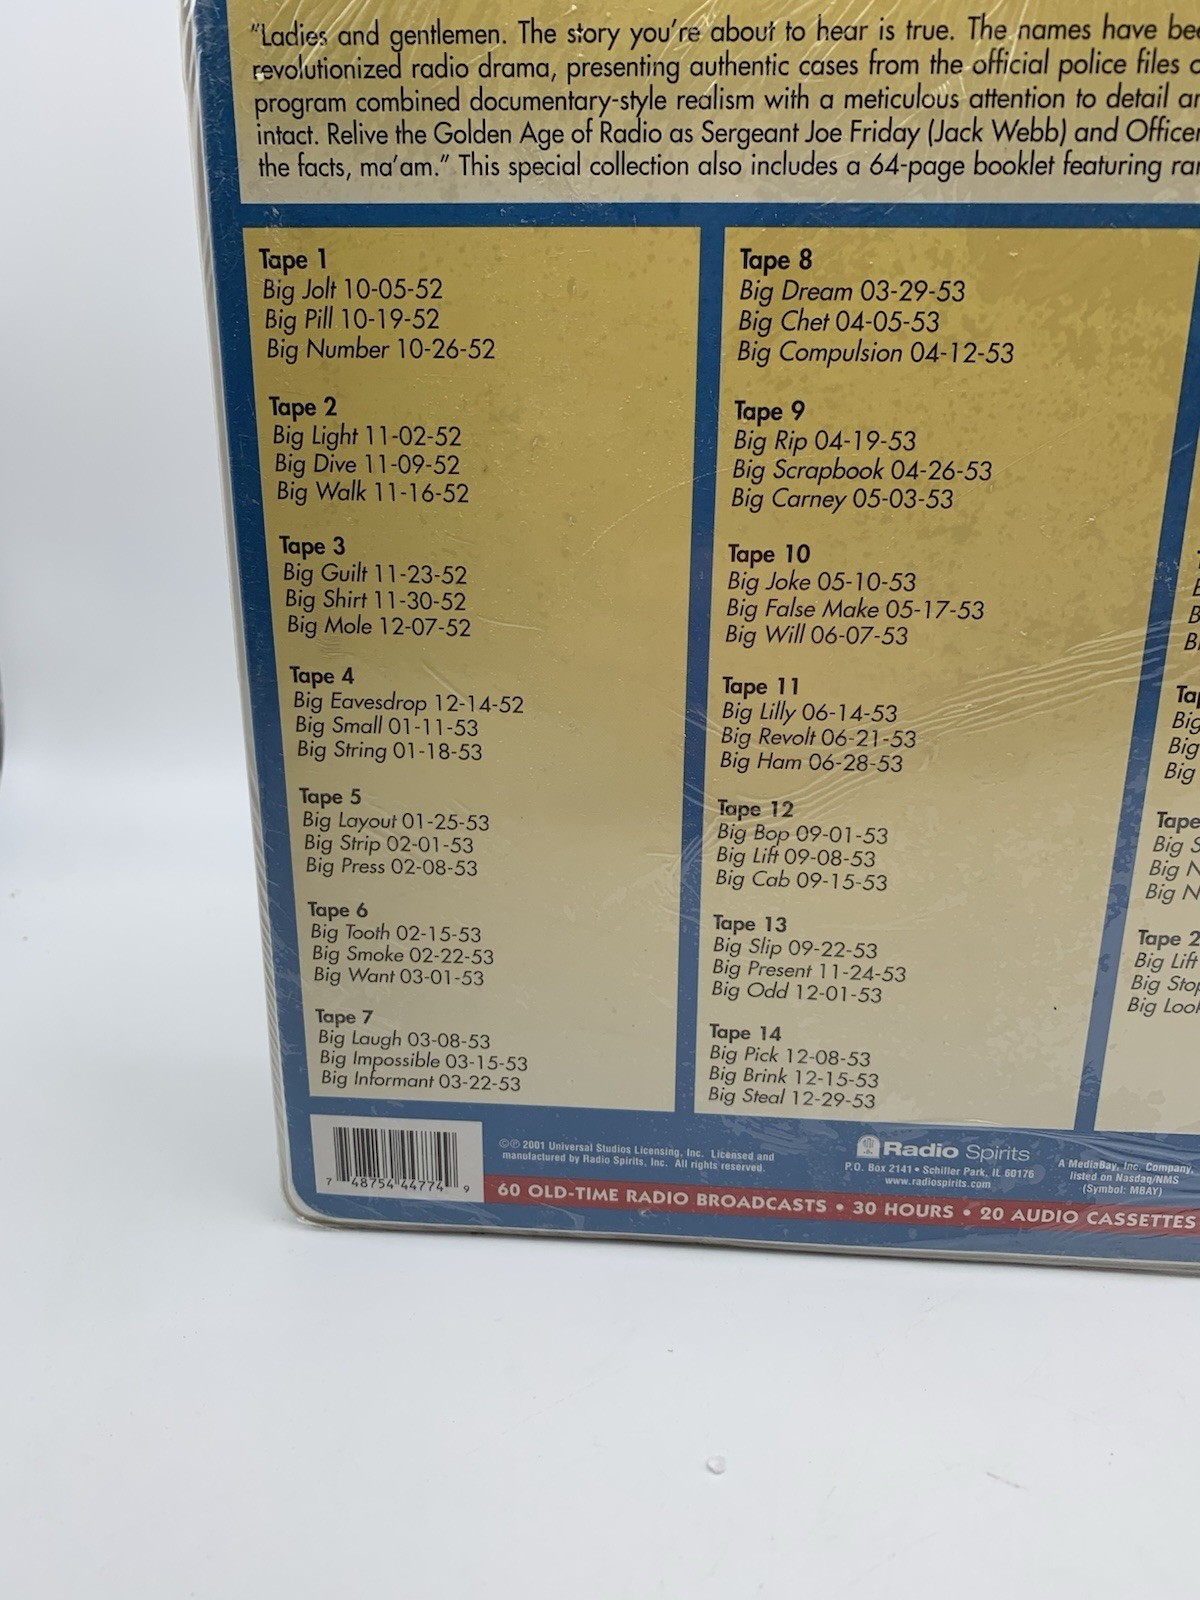 "Ladies and gentlemen. The story you're about to hear is true. The names have
revolutionized radio drama, presenting authentic cases from the official police files
program combined documentary-style realism with a meticulous attention to detail
intact. Relive the Golden Age of Radio as Sergeant Joe Friday (Jack Webb) and Officer
the facts, ma'am." This special collection also includes a 64-page booklet featuring
Tape 1
Big Jolt 10-05-52
Big Pill 10-19-52
Big Number 10-26-52
Tape 2
Big Light 11-02-52
Big Dive 11-09-52
Big Walk 11-16-52
Tape 3
Big Guilt 11-23-52
Big Shirt 11-30-52
Big Mole 12-07-52
Tape 4
Big Eavesdrop 12-14-52
Big Small 01-11-53
Big String 01-18-53
Tape 5
Big Layout 01-25-53
Big Strip 02-01-53
Big Press 02-08-53
Tape 6
Big Tooth 02-15-53
Big Smoke 02-22-53
Big Want 03-01-53
Tape 7
Big Laugh 03-08-53
Big Impossible 03-15-53
Big Informant 03-22-53
Tape 8
Big Dream 03-29-53
Big Chet 04-05-53
Big Compulsion 04-12-53
Tape 9
Big Rip 04-19-53
Big Scrapbook 04-26-53
Big Carney 05-03-53
Tape 10
Big Joke 05-10-53
Big False Make 05-17-53
Big Will 06-07-53
Tape 11
Big Lilly 06-14-53
Big Revolt 06-21-53
Big Ham 06-28-53
Tape 12
Big Bop 09-01-53
Big Lift 09-08-53
Big Cab 09-15-53
Tape 13
Big Slip 09-22-53
Big Present 11-24-53
Big Odd 12-01-53
Tape 14
Big Pick 12-08-53
Big Brink 12-15-53
Big Steal 12-29-53
Big
Big
Big
Tape
Big
Big
Big
Tape
Big Lift
Big
Big
7 48754 44774 9
©℗ 2001 Universal Studios Licensing, Inc. Licensed and
manufactured by Radio Spirits, Inc. All rights reserved.
Radio Spirits
P.O. Box 2141 • Schiller Park, IL 60176
www.radiospirits.com
A MediaBay, Inc. Company,
listed on Nasdaq/NMS
(Symbol: MBAY)
60 OLD-TIME RADIO BROADCASTS • 30 HOURS • 20 AUDIO CASSETTES